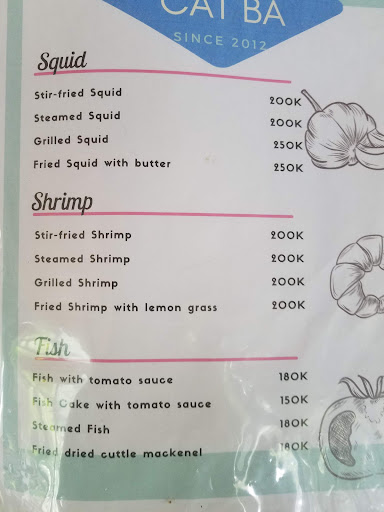 CAT BA
SINCE 2012
Squid
Stir-fried Squid 200K
Steamed Squid 200K
Grilled Squid 250K
Fried Squid with butter 250K
Shrimp
Stir-fried Shrimp 200K
Steamed Shrimp 200K
Grilled Shrimp 200K
Fried Shrimp with lemon grass 200K
Fish
Fish with tomato sauce 180K
Fish Cake with tomato sauce 150K
Steamed Fish 180K
Fried dried cuttle mackenel 180K